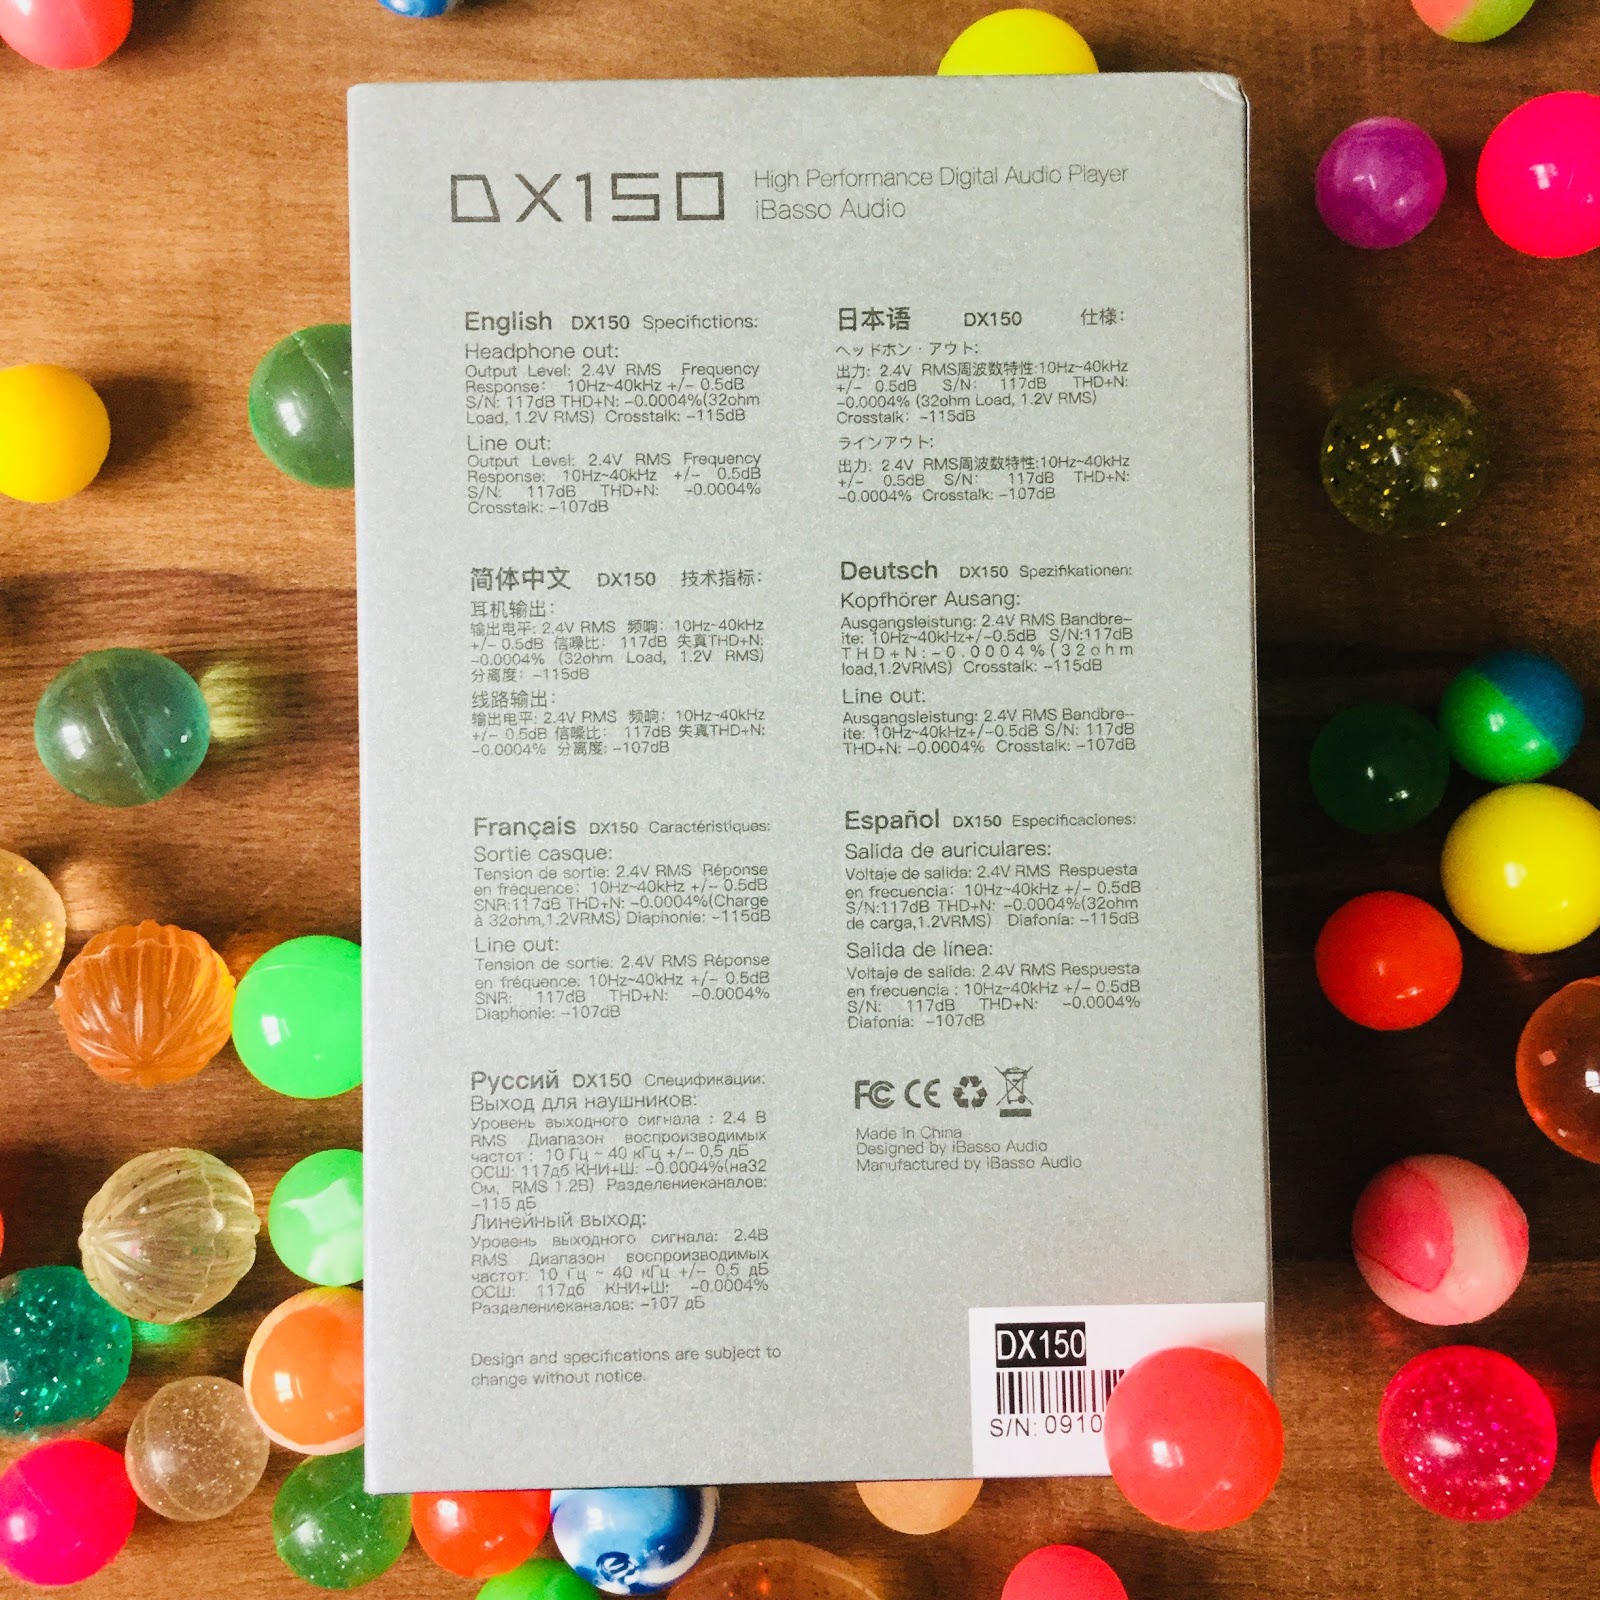 DX150
High Performance Digital Audio Player
iBasso Audio
English DX150 Specifictions:
Headphone out:
Output Level: 2.4V RMS Frequency
Response: 10Hz~40kHz +/- 0.5dB
S/N: 117dB THD+N: -0.0004%(32ohm
Load, 1.2V RMS) Crosstalk: -115dB
Line out:
Output Level: 2.4V RMS Frequency
Response: 10Hz~40kHz +/- 0.5dB
S/N: 117dB THD+N: -0.0004%
Crosstalk: -107dB
日本语 DX150 仕様:
ヘッドホン・アウト:
出力: 2.4V RMS周波数特性:10Hz~40kHz
+/- 0.5dB S/N: 117dB THD+N:
-0.0004% (32ohm Load, 1.2V RMS)
Crosstalk: -115dB
ラインアウト:
出力: 2.4V RMS周波数特性:10Hz~40kHz
+/- 0.5dB S/N: 117dB THD+N:
-0.0004% Crosstalk: -107dB
简体中文 DX150 技术指标:
耳机输出:
输出电平: 2.4V RMS 频响: 10Hz~40kHz
+/- 0.5dB 信噪比: 117dB 失真THD+N:
-0.0004% (32ohm Load, 1.2V RMS)
分离度: -115dB
线路输出:
输出电平: 2.4V RMS 频响: 10Hz~40kHz
+/- 0.5dB 信噪比: 117dB 失真THD+N:
-0.0004% 分离度: -107dB
Deutsch DX150 Spezifikationen:
Kopfhörer Ausang:
Ausgangsleistung: 2.4V RMS Bandbre-
ite: 10Hz~40kHz+/-0.5dB S/N:117dB
THD+N:-0.0004%(32ohm
load,1.2VRMS) Crosstalk: -115dB
Line out:
Ausgangsleistung: 2.4V RMS Bandbre-
ite: 10Hz~40kHz+/-0.5dB S/N: 117dB
THD+N: -0.0004% Crosstalk: -107dB
Français DX150 Caractéristiques:
Sortie casque:
Tension de sortie: 2.4V RMS Réponse
en fréquence: 10Hz~40kHz +/- 0.5dB
SNR:117dB THD+N: -0.0004%(Charge
à 32ohm,1.2VRMS) Diaphonie: -115dB
Line out:
Tension de sortie: 2.4V RMS Réponse
en fréquence: 10Hz~40kHz +/- 0.5dB
SNR: 117dB THD+N: -0.0004%
Diaphonie: -107dB
Español DX150 Especificaciones:
Salida de auriculares:
Voltaje de salida: 2.4V RMS Respuesta
en frecuencia: 10Hz~40kHz +/- 0.5dB
S/N:117dB THD+N: -0.0004%(32ohm
de carga,1.2VRMS) Diafonía: -115dB
Salida de línea:
Voltaje de salida: 2.4V RMS Respuesta
en frecuencia : 10Hz~40kHz +/- 0.5dB
S/N: 117dB THD+N: -0.0004%
Diafonía: -107dB
Руссий DX150 Спецификации:
Выход для наушников:
Уровень выходного сигнала : 2.4 В
RMS Диапазон воспроизводимых
частот : 10 Гц ~ 40 кГц +/- 0,5 дБ
ОСШ: 117дб КНИ+Ш: -0.0004%(на32
Ом, RMS 1.2В) Разделениеканалов:
-115 дБ
Линейный выход:
Уровень выходного сигнала: 2.4В
RMS Диапазон воспроизводимых
частот: 10 Гц ~ 40 кГц +/- 0,5 дБ
ОСШ: 117дб КНИ+Ш: -0.0004%
Разделениеканалов: -107 дБ
FC CE
Made in China
Designed by iBasso Audio
Manufactured by iBasso Audio
Design and specifications are subject to
change without notice.
DX150
S/N: 0910